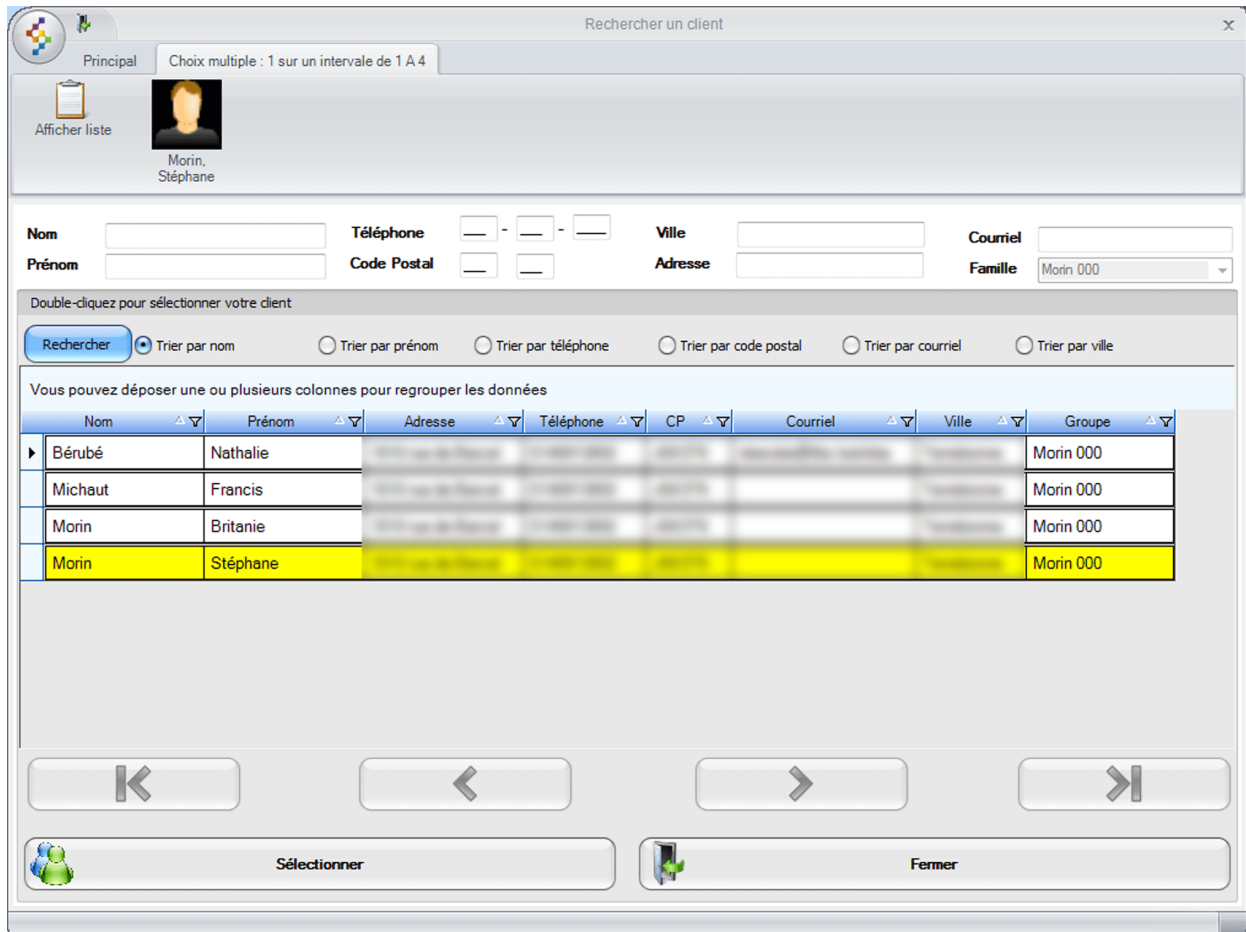 Rechercher un client
x
Principal
Choix multiple : 1 sur un intervale de 1 A 4
Afficher liste
Morin,
Stéphane
Nom Téléphone - - Ville Courriel
Prénom Code Postal Adresse Famille Morin 000
Double-cliquez pour sélectionner votre client
Rechercher Trier par nom Trier par prénom Trier par téléphone Trier par code postal Trier par courriel Trier par ville
Vous pouvez déposer une ou plusieurs colonnes pour regrouper les données
Nom Prénom Adresse Téléphone CP Courriel Ville Groupe
Bérubé Nathalie Morin 000
Michaut Francis Morin 000
Morin Britanie Morin 000
Morin Stéphane Morin 000
Sélectionner Fermer